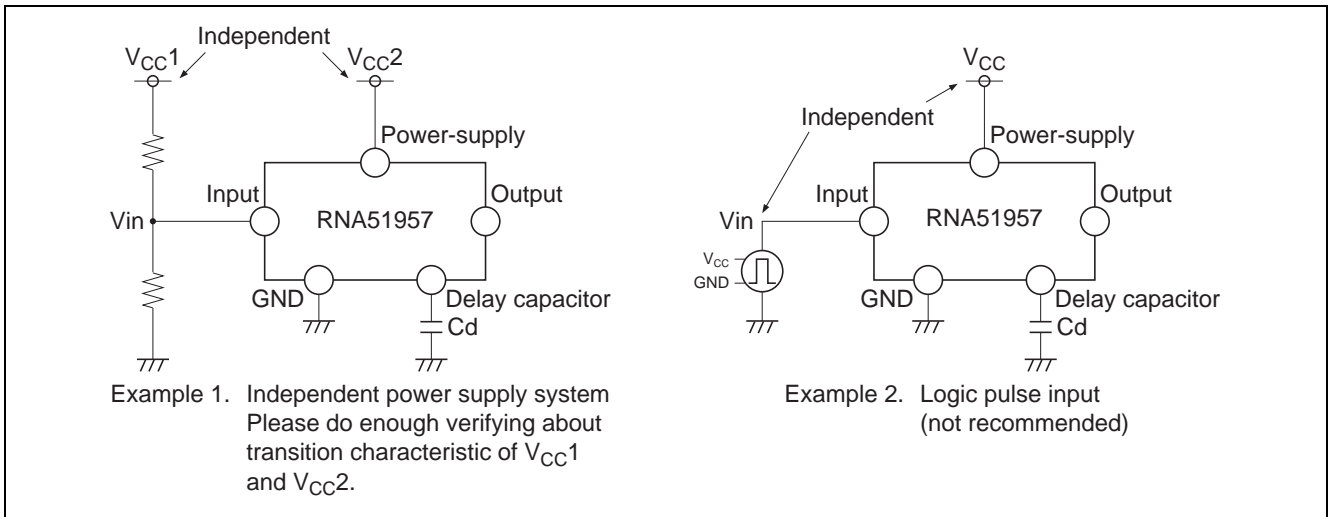 Independent
VCC1
VCC2
Power-supply
Input
Output
Vin
RNA51957
GND
Delay capacitor
Cd
Example 1. Independent power supply system
Please do enough verifying about
transition characteristic of VCC1
and VCC2.
VCC
Independent
Power-supply
Input
Output
Vin
RNA51957
VCC
GND
GND
Delay capacitor
Cd
Example 2. Logic pulse input
(not recommended)